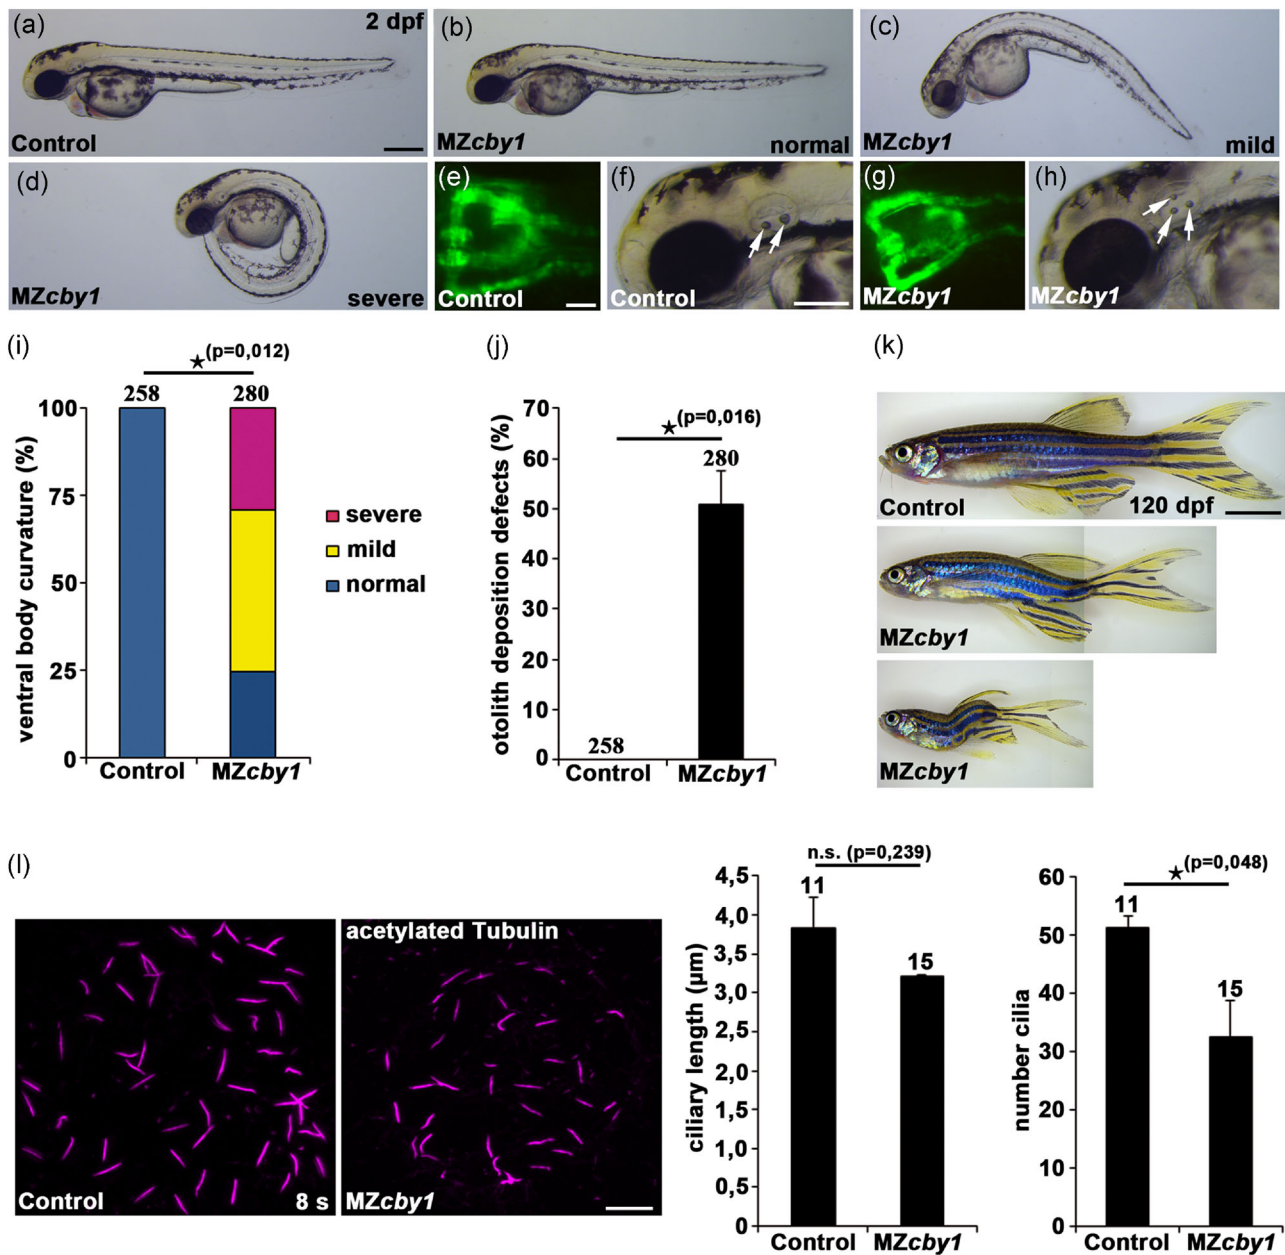 (a)
2 dpf
Control
(b)
MZcby1
normal
(c)
MZcby1
mild
(d)
MZcby1
severe
(e)
Control
(f)
Control
(g)
MZcby1
(h)
MZcby1
(i)
★(p=0,012)
258
280
100
75
50
25
0
ventral body curvature (%)
Control
MZcby1
severe
mild
normal
(j)
★(p=0,016)
280
258
70
60
50
40
30
20
10
0
otolith deposition defects (%)
Control
MZcby1
(k)
Control
120 dpf
MZcby1
MZcby1
(l)
Control
8 s
acetylated Tubulin
MZcby1
n.s. (p=0,239)
11
15
4,5
4,0
3,5
3,0
2,5
2,0
1,5
1,0
0,5
0
ciliary length (μm)
Control
MZcby1
★(p=0,048)
11
15
60
50
40
30
20
10
0
number cilia
Control
MZcby1